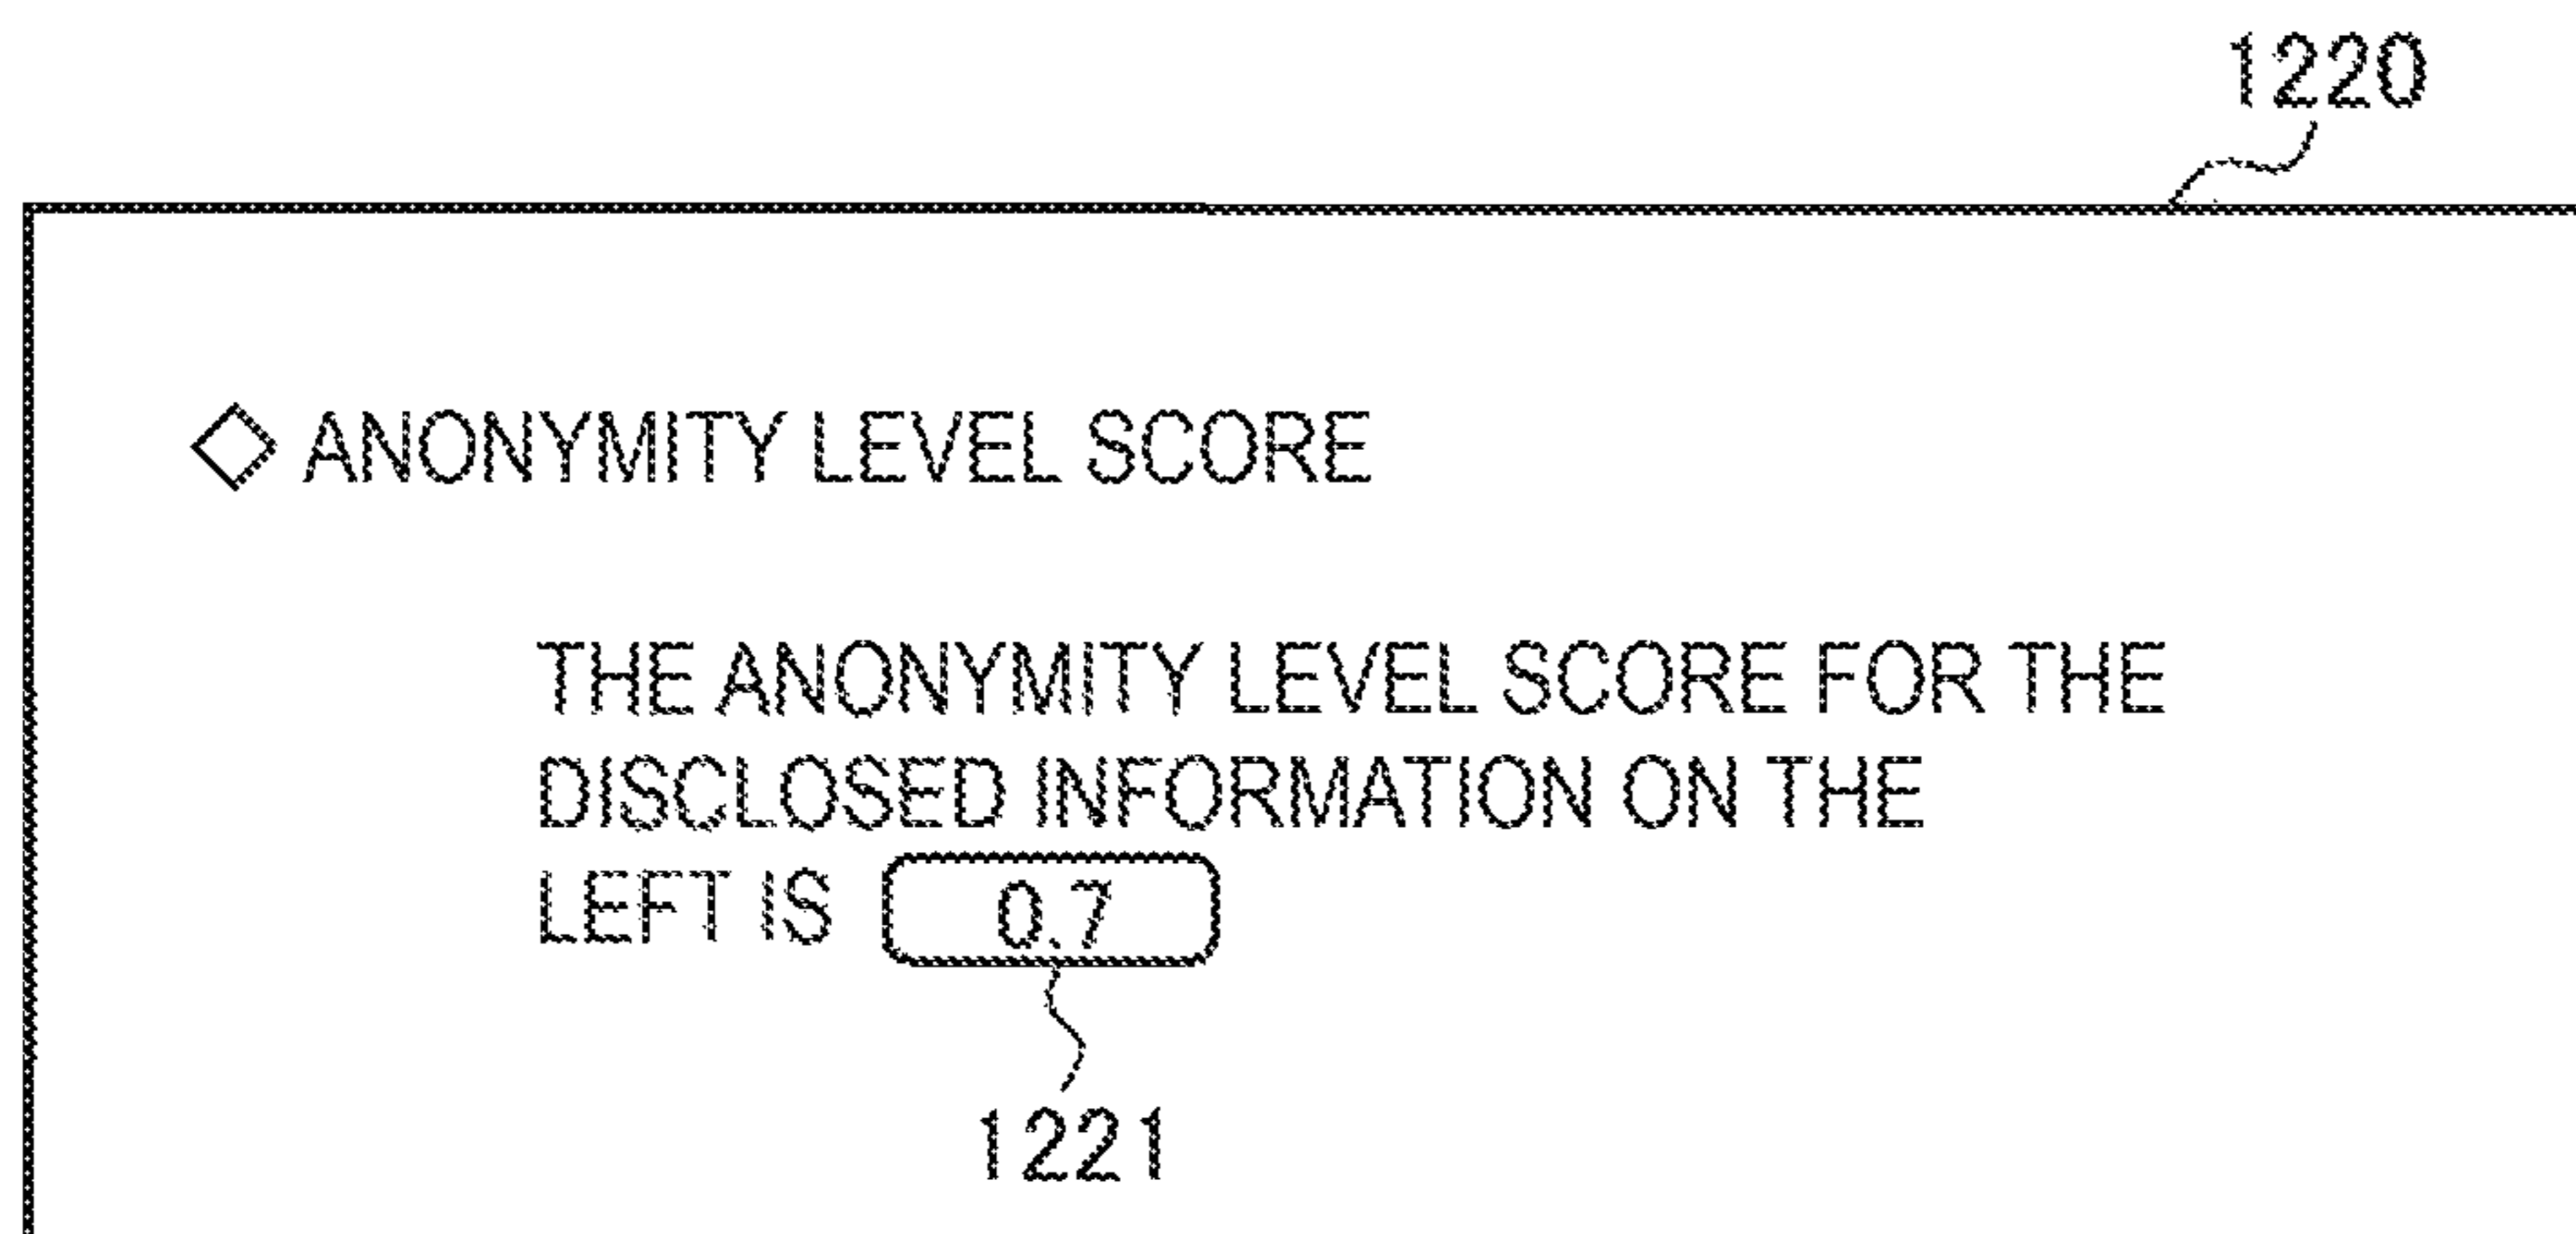 1220
◇ ANONYMITY LEVEL SCORE
THE ANONYMITY LEVEL SCORE FOR THE
DISCLOSED INFORMATION ON THE
LEFT IS 0.7
1221